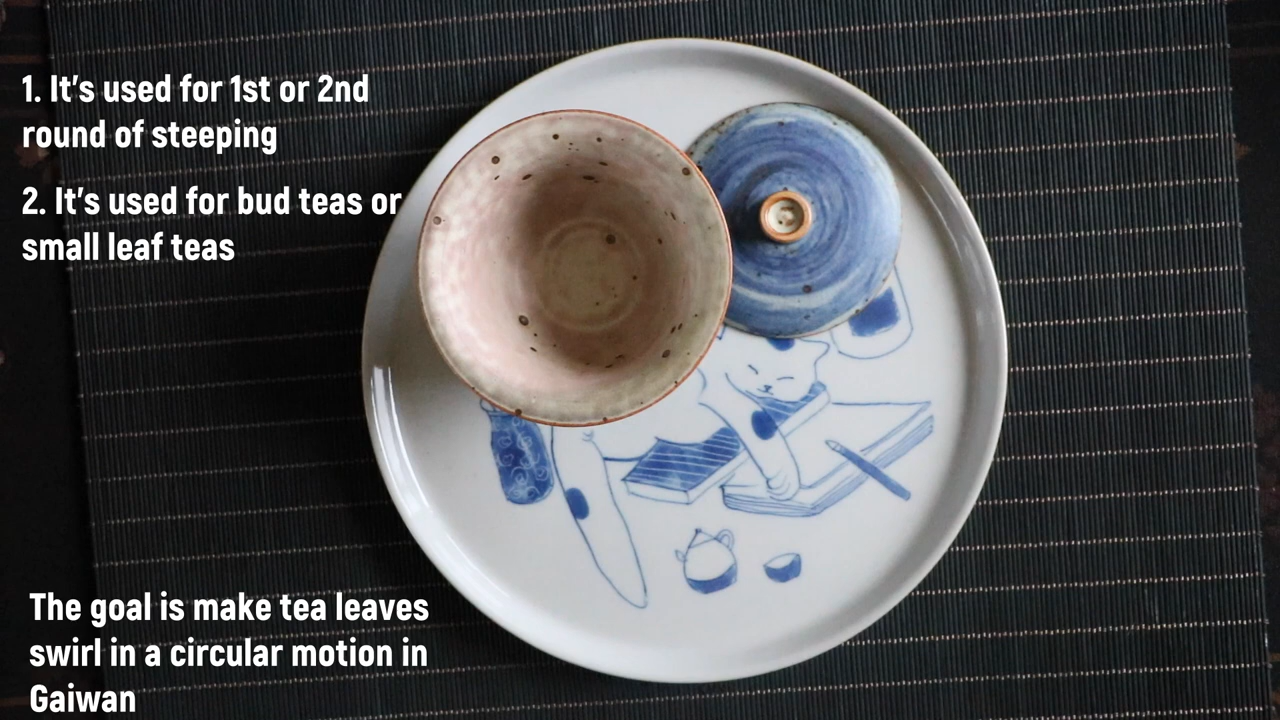 1. It's used for 1st or 2nd
round of steeping
2. It's used for bud teas or
small leaf teas
The goal is make tea leaves
swirl in a circular motion in
Gaiwan